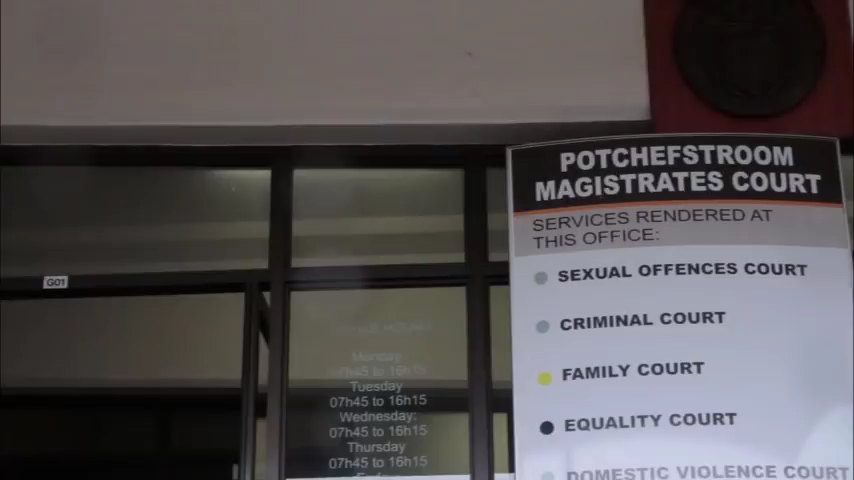 G01
Monday
07h45 to 16h15
Tuesday
07h45 to 16h15
Wednesday:
07h45 to 16h15
Thursday
07h45 to 16h15
POTCHEFSTROOM
MAGISTRATES COURT
SERVICES RENDERED AT
THIS OFFICE:
SEXUAL OFFENCES COURT
CRIMINAL COURT
FAMILY COURT
EQUALITY COURT
DOMESTIC VIOLENCE COURT